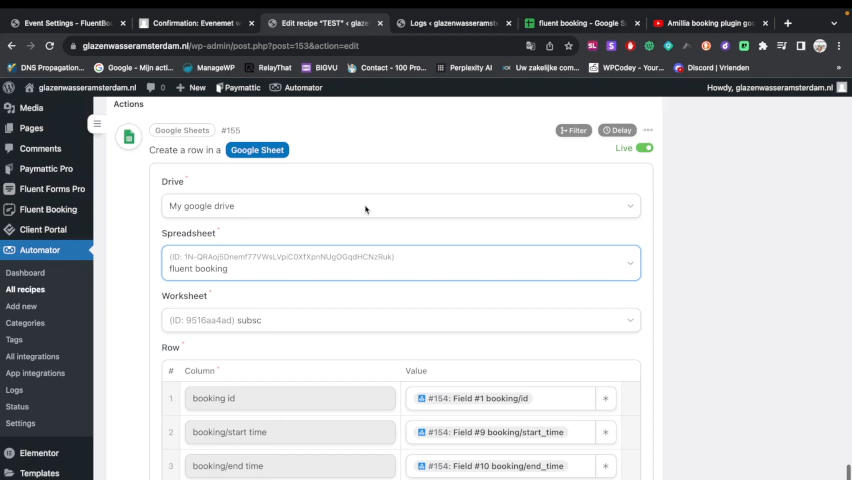 Event Settings - FluentBo
Confirmation: Evenemet w
Edit recipe "TEST" ‹ glaze
Logs ‹ glazenwasseramste
fluent booking - Google S
Amillia booking plugin go
glazenwasseramsterdam.nl/wp-admin/post.php?post=153&action=edit
DNS Propagation...
Google - Mijn acti...
ManageWP
RelayThat
BIGVU
Contact - 100 Pro...
Perplexity AI
Uw zakelijke com...
WPCodey - Your...
Discord | Vrienden
»
glazenwasseramsterdam.nl
0
New
Paymattic
Automator
Howdy, glazenwasseramsterdam.nl
Media
Pages
Comments
Paymattic Pro
Fluent Forms Pro
Fluent Booking
Client Portal
Automator
Dashboard
All recipes
Add new
Categories
Tags
All integrations
App integrations
Logs
Status
Settings
Elementor
Templates
Actions
Google Sheets #155
Filter
Delay
Create a row in a Google Sheet
Live
Drive *
My google drive
Spreadsheet *
(ID: 1N-QRAoj5Dnemf77VWsLVpiC0XfXpnNUgOGqdHCNzRuk)
fluent booking
Worksheet *
(ID: 9516aa4ad) subsc
Row *
# Column * Value
1 booking id #154: Field #1 booking/id *
2 booking/start time #154: Field #9 booking/start_time *
3 booking/end time #154: Field #10 booking/end_time *